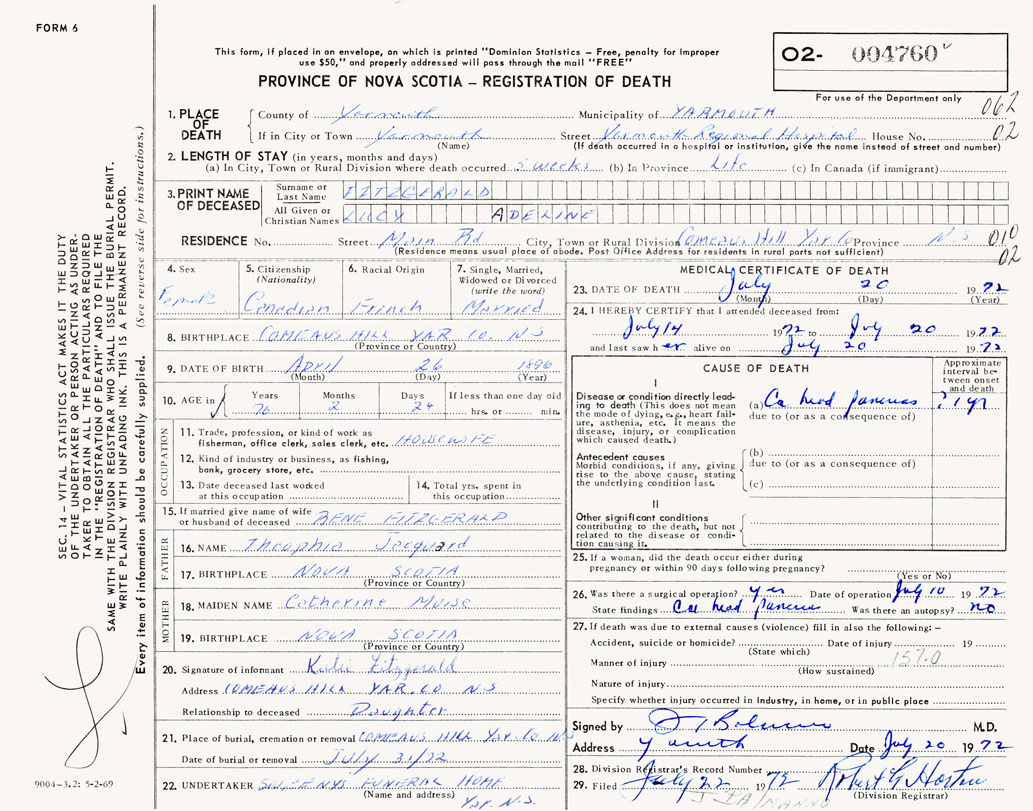 FORM 6
This form, if placed in an envelope, on which is printed "Dominion Statistics – Free, penalty for improper
use $50," and properly addressed will pass through the mail "FREE"
PROVINCE OF NOVA SCOTIA – REGISTRATION OF DEATH
O2- 004760
For use of the Department only
062
02
1. PLACE OF DEATH
County of Yarmouth Municipality of YARMOUTH
If in City or Town Yarmouth Street Yarmouth Regional Hospital House No.
(Name) (If death occurred in a hospital or institution, give the name instead of street and number)
2. LENGTH OF STAY (in years, months and days)
(a) In City, Town or Rural Division where death occurred 5 weeks (b) In Province Life (c) In Canada (if immigrant)
3. PRINT NAME OF DECEASED
Surname or Last Name FITZGERALD
All Given or Christian Names LUCY ADELINE
RESIDENCE No. Street Main Rd City, Town or Rural Division Comeaus Hill Yar Co Province N.S
010
02
(Residence means usual place of abode. Post Office Address for residents in rural parts not sufficient)
4. Sex
Female
5. Citizenship
(Nationality)
Canadian
6. Racial Origin
French
7. Single, Married,
Widowed or Divorced
(write the word)
Married
8. BIRTHPLACE COMEAUS HILL YAR CO. N.S
(Province or Country)
9. DATE OF BIRTH APRIL 26 1896
(Month) (Day) (Year)
10. AGE in
Years 76
Months 2
Days 24
If less than one day old
hrs. or min.
OCCUPATION
11. Trade, profession, or kind of work as
fisherman, office clerk, sales clerk, etc. HOUSEWIFE
12. Kind of industry or business, as fishing,
bank, grocery store, etc.
13. Date deceased last worked
at this occupation
14. Total yrs. spent in
this occupation
15. If married give name of wife
or husband of deceased RENE FITZGERALD
FATHER
16. NAME Jacquard
17. BIRTHPLACE NOVA SCOTIA
(Province or Country)
MOTHER
18. MAIDEN NAME Catherine Muise
19. BIRTHPLACE NOVA SCOTIA
(Province or Country)
20. Signature of informant Fitzgerald
Address COMEAUS HILL YAR. CO N.S
Relationship to deceased Daughter
21. Place of burial, cremation or removal COMEAUS HILL Yar. Co N.S
Date of burial or removal JULY
22. UNDERTAKER SWEENYS FUNERAL HOME
(Name and address) Yar. N.S.
MEDICAL CERTIFICATE OF DEATH
23. DATE OF DEATH July 20 1972
(Month) (Day) (Year)
24. I HEREBY CERTIFY that I attended deceased from:
July 14 1972 to July 20 1972
and last saw her alive on July 20 1972
CAUSE OF DEATH
Approximate
interval be-
tween onset
and death
I
Disease or condition directly lead-
ing to death (This does not mean
the mode of dying, e.g., heart fail-
ure, asthenia, etc. It means the
disease, injury, or complication
which caused death.)
(a) Ca head pancreas ? 1 yr
due to (or as a consequence of)
Antecedent causes
Morbid conditions, if any, giving
rise to the above cause, stating
the underlying condition last.
(b)
due to (or as a consequence of)
(c)
II
Other significant conditions
contributing to the death, but not
related to the disease or condi-
tion causing it.
25. If a woman, did the death occur either during
pregnancy or within 90 days following pregnancy?
(Yes or No)
26. Was there a surgical operation? yes Date of operation July 10 1972
State findings Ca head pancreas Was there an autopsy? no
27. If death was due to external causes (violence) fill in also the following: –
Accident, suicide or homicide? Date of injury 19
(State which)
157.0
Manner of injury
(How sustained)
Nature of injury
Specify whether injury occurred in industry, in home, or in public place
Signed by M.D.
Address Date July 20 1972
28. Division Registrar's Record Number
29. Filed July 22 1972 Robert G Horton
(Division Registrar)
SEC. 14 – VITAL STATISTICS ACT MAKES IT THE DUTY
OF THE UNDERTAKER OR PERSON ACTING AS UNDER-
TAKER TO OBTAIN ALL THE PARTICULARS REQUIRED
IN THE "REGISTRATION OF DEATH" AND FILE THE
SAME WITH THE DIVISION REGISTRAR WHO SHALL ISSUE THE BURIAL PERMIT.
WRITE PLAINLY WITH UNFADING INK. THIS IS A PERMANENT RECORD.
Every item of information should be carefully supplied. (See reverse side for instructions.)
9004-3.2: 5-2-69